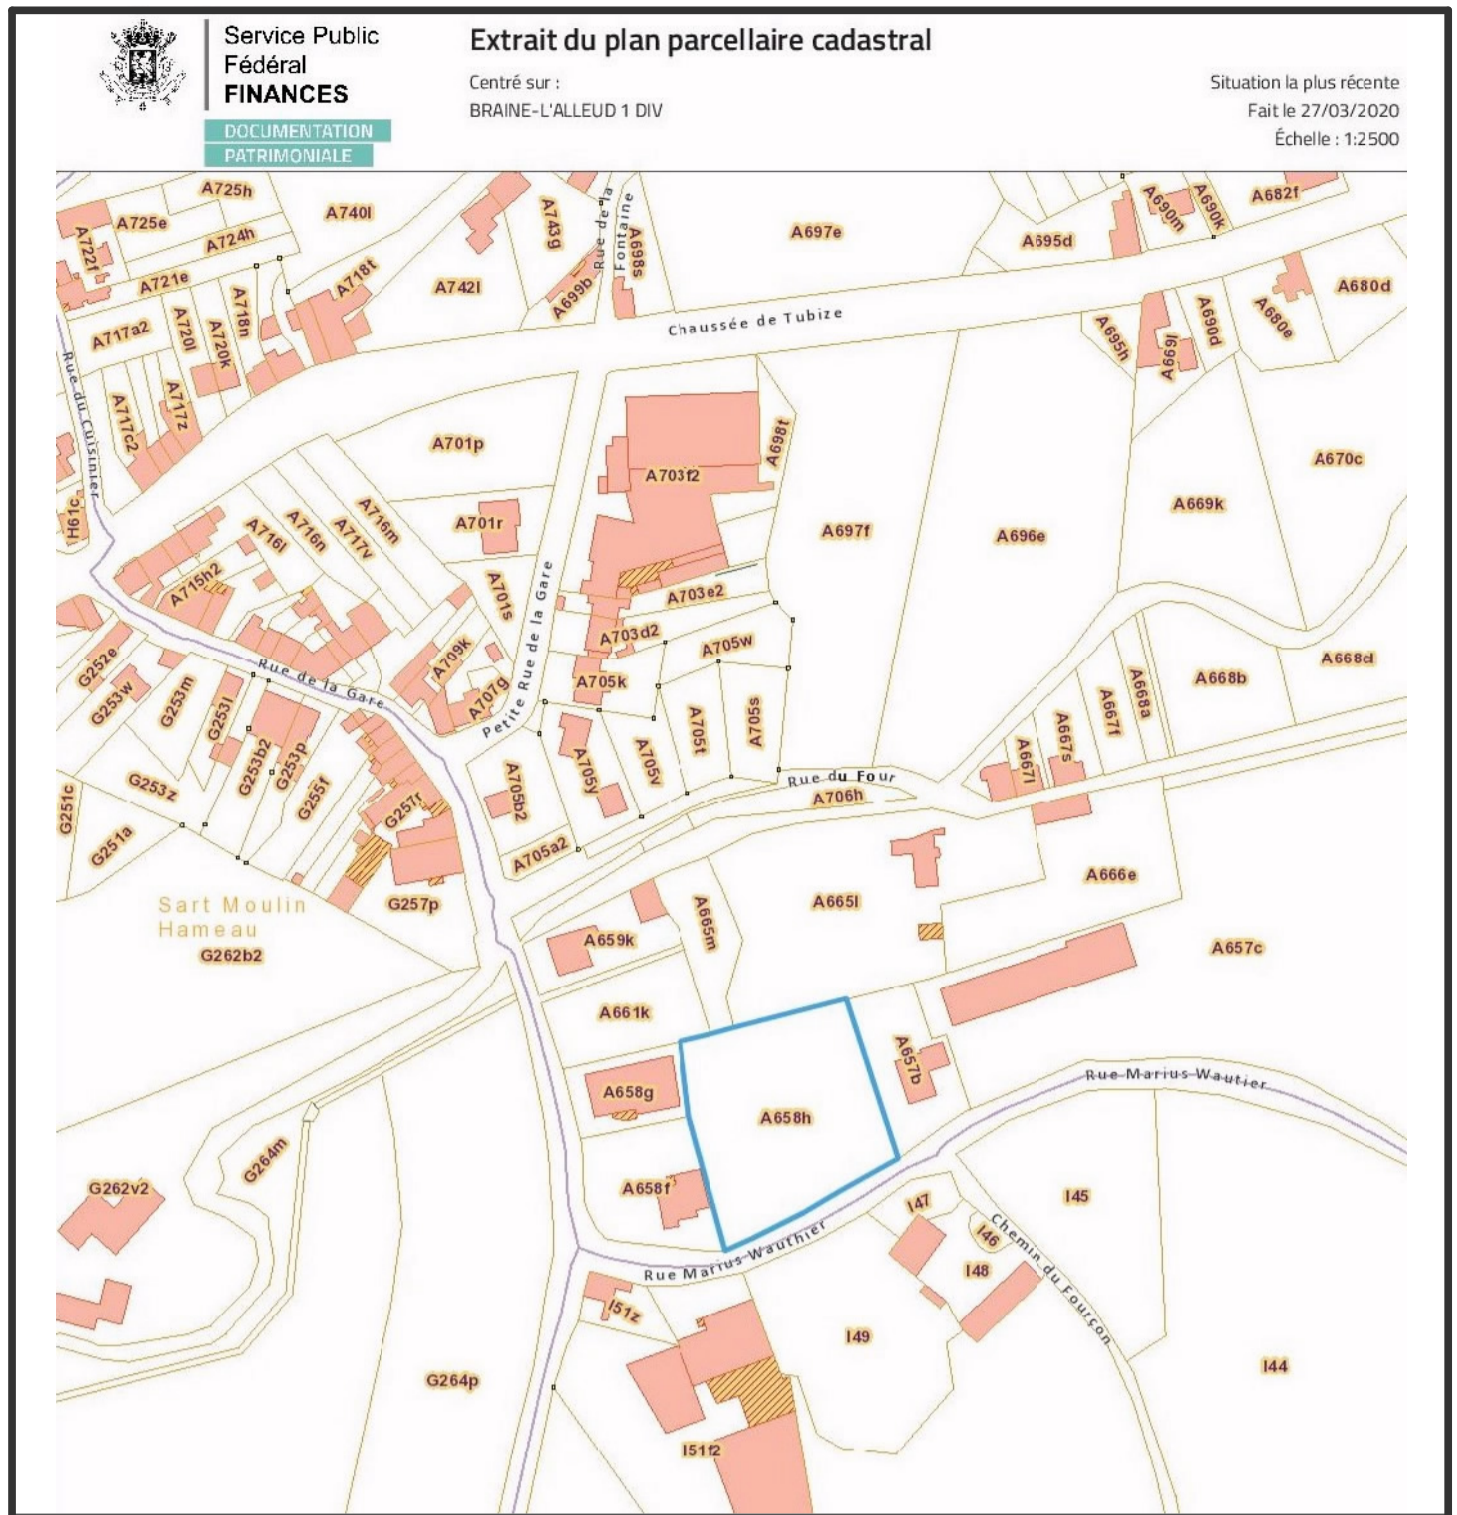 Service Public
Fédéral
FINANCES
DOCUMENTATION
PATRIMONIALE
Extrait du plan parcellaire cadastral
Centré sur :
BRAINE-L'ALLEUD 1 DIV
Situation la plus récente
Fait le 27/03/2020
Échelle : 1:2500
A725h
A725e
A724h
A722f
A721e
A740l
A718t
A742l
A743g
A699b
Rue de la
Fontaine
A698s
A697e
A695d
A690m
A690k
A682f
A680d
A680e
A690d
A669l
A695h
Chaussée de Tubize
A717a2
A720l
A720k
A718n
A717c2
A717z
Rue du Cuisinier
H61c
A701p
A701r
A701s
A703f2
A698t
A697f
A696e
A669k
A670c
A716m
A717v
A716n
A716l
A715h2
Petite Rue de la Gare
A703e2
A703d2
A705w
A705k
A705s
A705t
A705v
A705y
A705b2
A705a2
A709k
A707g
Rue de la Gare
G252e
G253w
G253m
G253l
G253b2
G253p
G255f
G253z
G251c
G251a
G257r
G257p
Sart Moulin
Hameau
G262b2
Rue du Four
A706h
A667l
A667s
A667f
A668a
A668b
A668d
A665l
A665m
A666e
A657c
A659k
A661k
A658g
A658h
A658f
A657b
Rue Marius Wautier
Rue Marius Wauthier
G264m
G262v2
G264p
I47
I46
I45
I48
Chemin du Fourçon
I51z
I49
I44
I51f2